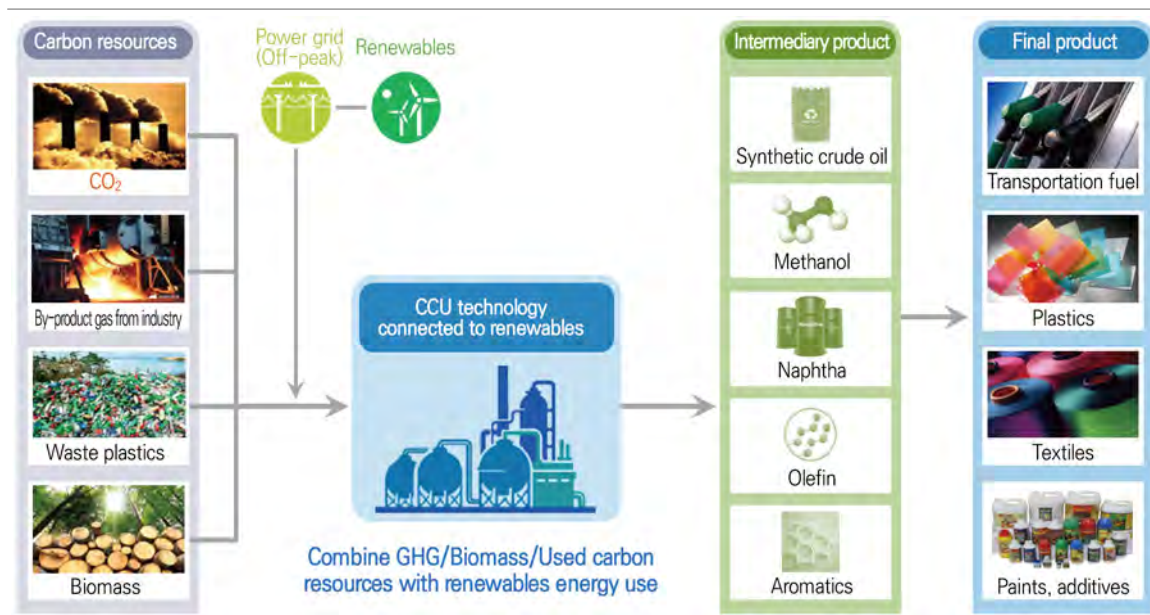 Carbon resources
CO₂
By-product gas from industry
Waste plastics
Biomass
Power grid
(Off-peak)
Renewables
CCU technology
connected to renewables
Combine GHG/Biomass/Used carbon
resources with renewables energy use
Intermediary product
Synthetic crude oil
Methanol
Naphtha
Olefin
Aromatics
Final product
Transportation fuel
Plastics
Textiles
Paints, additives